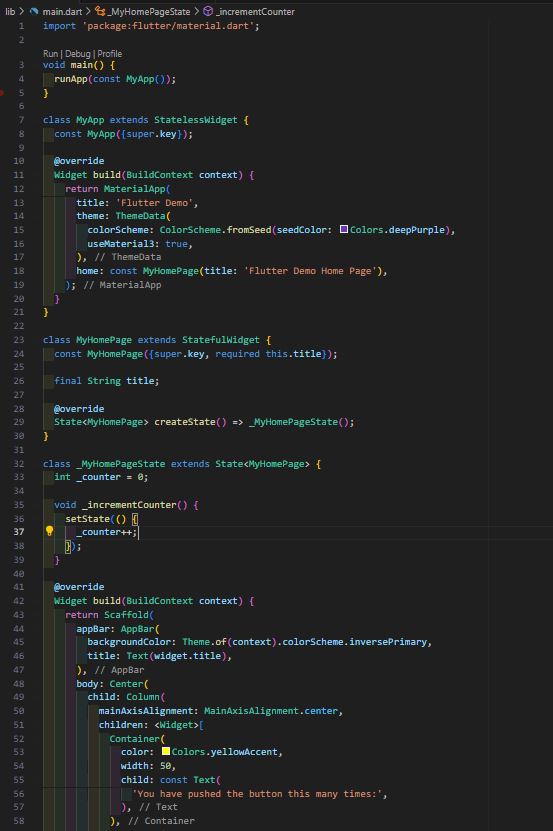 lib > main.dart > _MyHomePageState > _incrementCounter
1 import 'package:flutter/material.dart';
2
Run | Debug | Profile
3 void main() {
4   runApp(const MyApp());
5 }
6
7 class MyApp extends StatelessWidget {
8   const MyApp({super.key});
9
10   @override
11   Widget build(BuildContext context) {
12     return MaterialApp(
13       title: 'Flutter Demo',
14       theme: ThemeData(
15         colorScheme: ColorScheme.fromSeed(seedColor: Colors.deepPurple),
16         useMaterial3: true,
17       ), // ThemeData
18       home: const MyHomePage(title: 'Flutter Demo Home Page'),
19     ); // MaterialApp
20   }
21 }
22
23 class MyHomePage extends StatefulWidget {
24   const MyHomePage({super.key, required this.title});
25
26   final String title;
27
28   @override
29   State<MyHomePage> createState() => _MyHomePageState();
30 }
31
32 class _MyHomePageState extends State<MyHomePage> {
33   int _counter = 0;
34
35   void _incrementCounter() {
36     setState(() {
37       _counter++;
38     });
39   }
40
41   @override
42   Widget build(BuildContext context) {
43     return Scaffold(
44       appBar: AppBar(
45         backgroundColor: Theme.of(context).colorScheme.inversePrimary,
46         title: Text(widget.title),
47       ), // AppBar
48       body: Center(
49         child: Column(
50           mainAxisAlignment: MainAxisAlignment.center,
51           children: <Widget>[
52             Container(
53               color: Colors.yellowAccent,
54               width: 50,
55               child: const Text(
56                 'You have pushed the button this many times:',
57               ), // Text
58             ), // Container